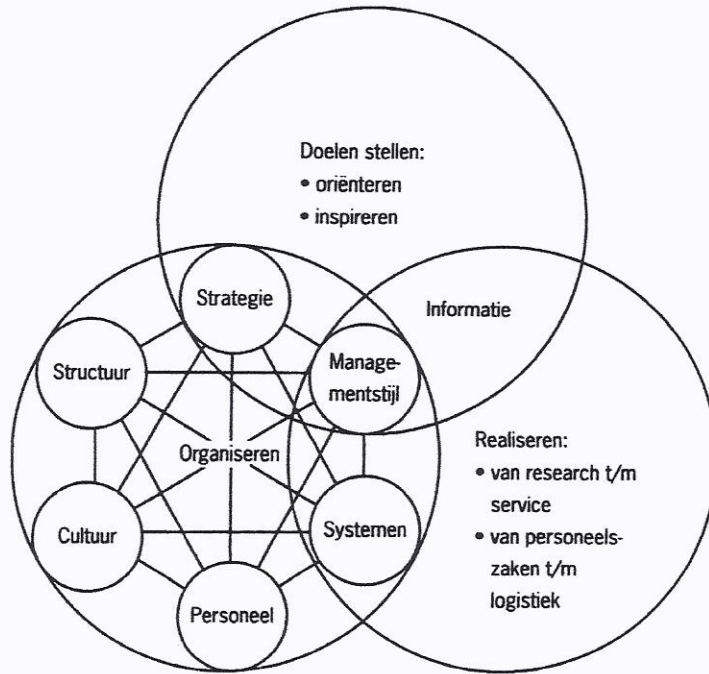 Doelen stellen:
• oriënteren
• inspireren
Strategie
Informatie
Manage-
mentstijl
Structuur
Organiseren
Realiseren:
• van research t/m
service
• van personeels-
zaken t/m
logistiek
Cultuur
Systemen
Personeel